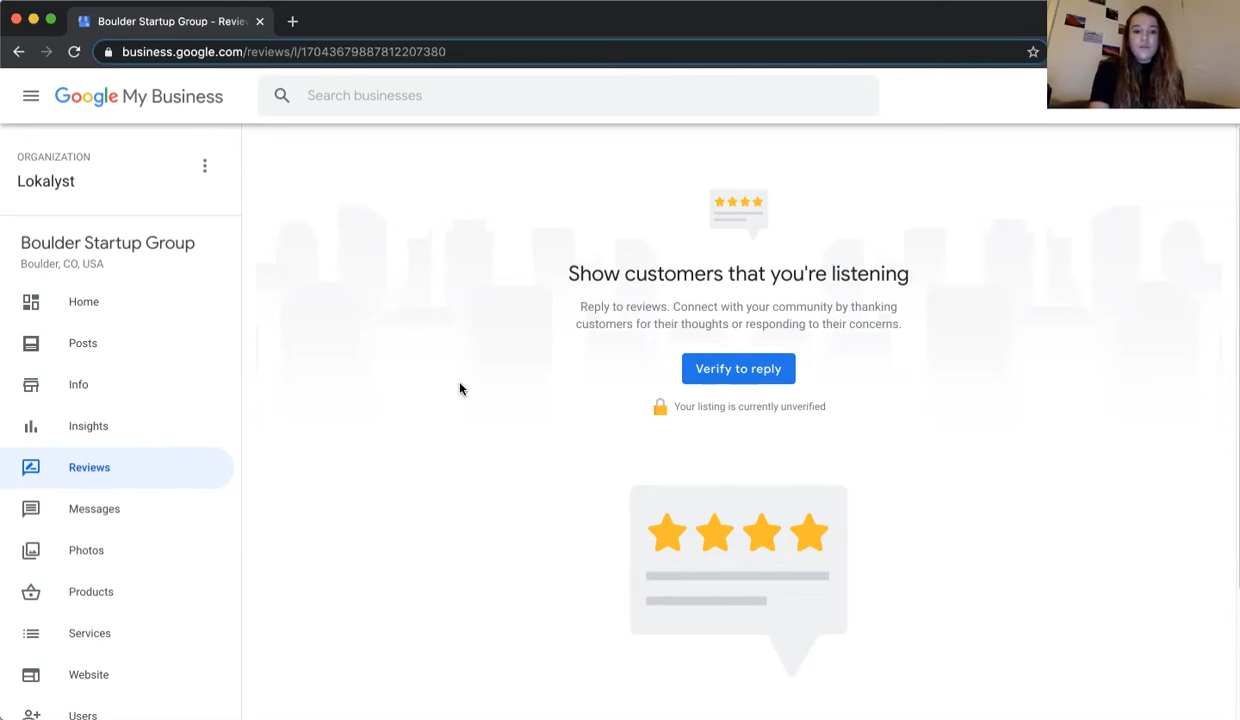 Boulder Startup Group - Revie
business.google.com/reviews/l/17043679887812207380
Google My Business
Search businesses
ORGANIZATION
Lokalyst
Boulder Startup Group
Boulder, CO, USA
Home
Posts
Info
Insights
Reviews
Messages
Photos
Products
Services
Website
Users
Show customers that you're listening
Reply to reviews. Connect with your community by thanking
customers for their thoughts or responding to their concerns.
Verify to reply
Your listing is currently unverified